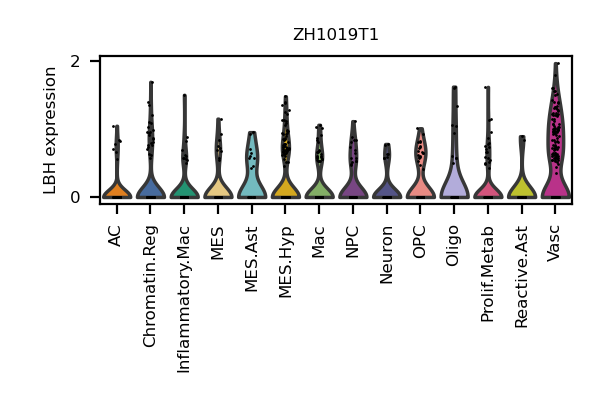 ZH1019T1
LBH expression
2
0
AC
Chromatin.Reg
Inflammatory.Mac
MES
MES.Ast
MES.Hyp
Mac
NPC
Neuron
OPC
Oligo
Prolif.Metab
Reactive.Ast
Vasc